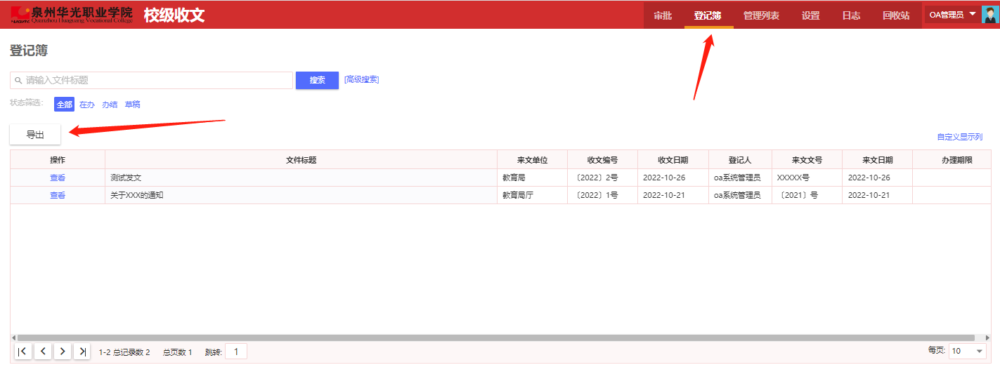 泉州华光职业学院
Quanzhou Huaguang Vocational College
校级收文
审批 登记簿 管理列表 设置 日志 回收站 OA管理员
登记簿
请输入文件标题 搜索 [高级搜索]
状态筛选: 全部 在办 办结 草稿
导出
自定义显示列
操作 文件标题 来文单位 收文编号 收文日期 登记人 来文文号 来文日期 办理期限
查看 测试发文 教育局 〔2022〕2号 2022-10-26 oa系统管理员 XXXXX号 2022-10-26
查看 关于XXX的通知 教育局厅 〔2022〕1号 2022-10-21 oa系统管理员 〔2021〕号 2022-10-21
1-2 总记录数 2 总页数 1 跳转: 1 每页: 10